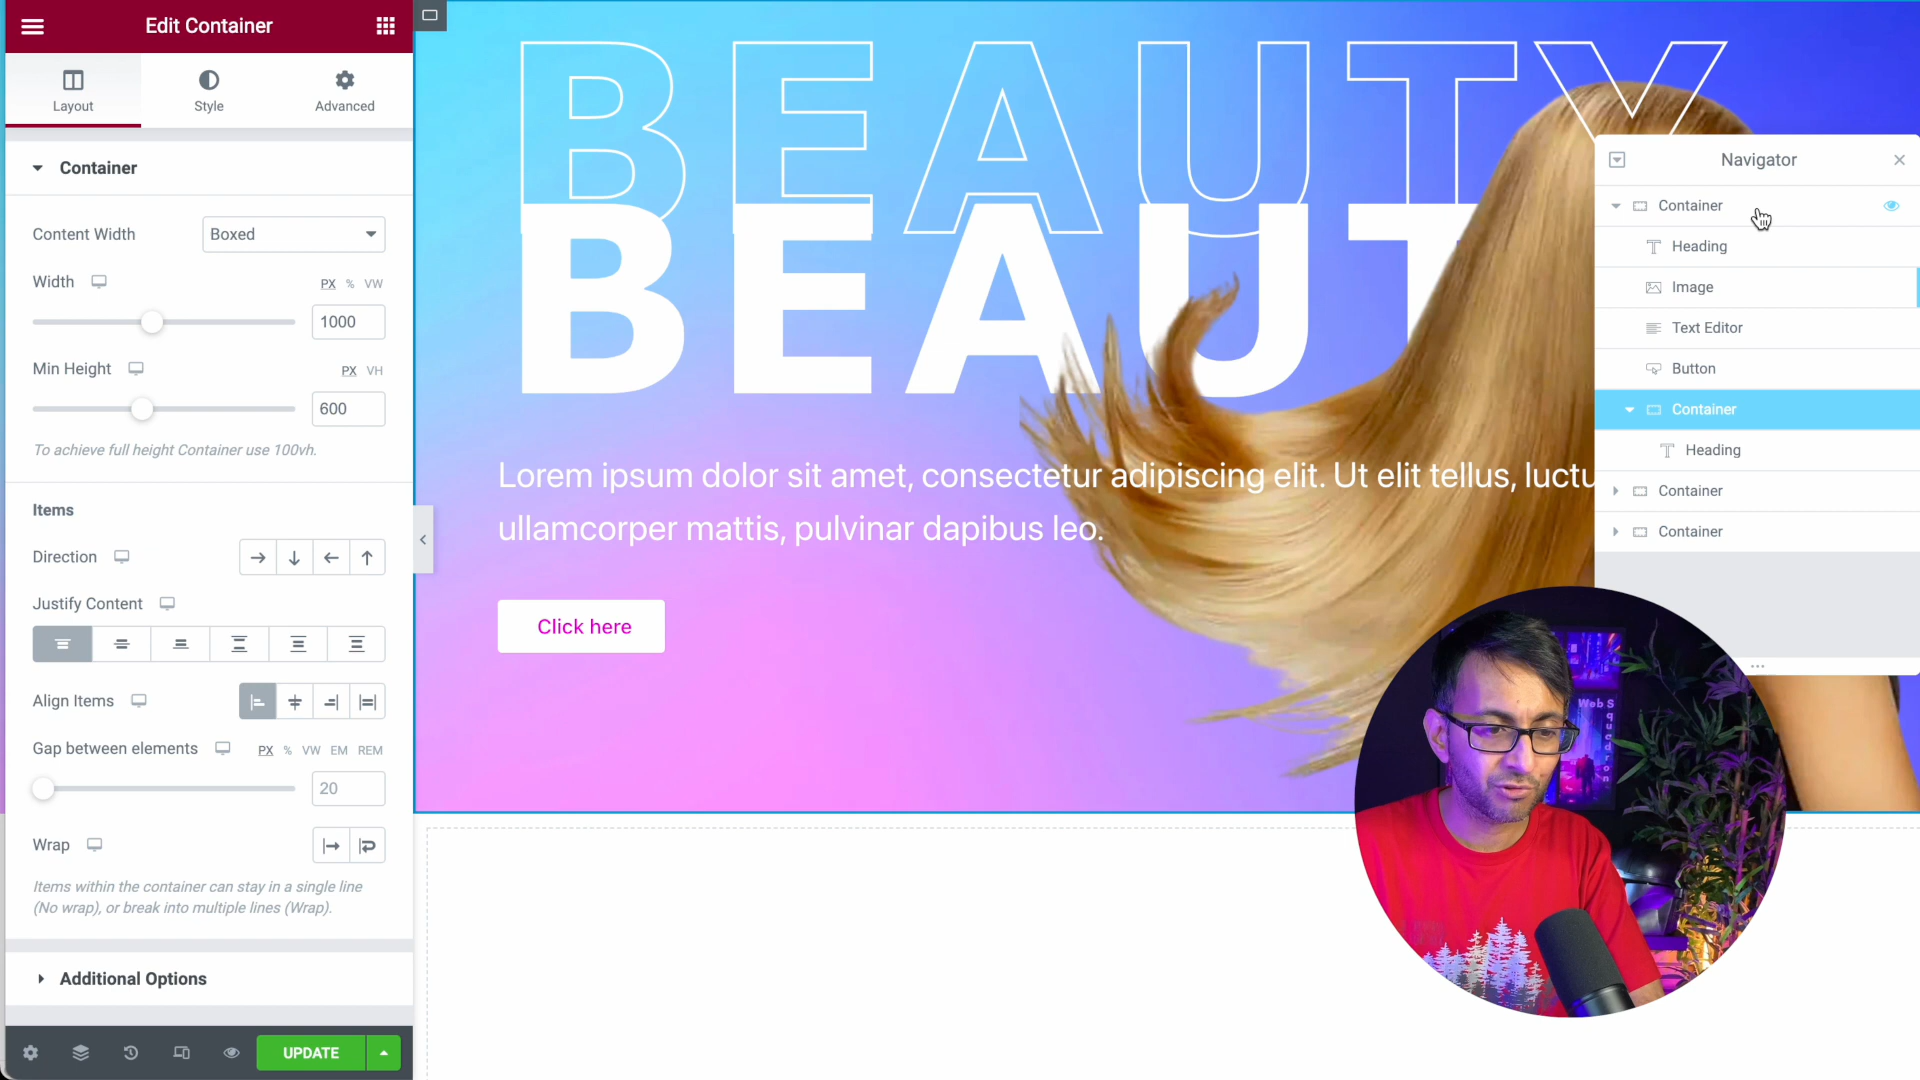 Edit Container
Layout
Style
Advanced
Container
Content Width
Boxed
Width
PX % VW
1000
Min Height
PX VH
600
To achieve full height Container use 100vh.
Items
Direction
Justify Content
Align Items
Gap between elements
PX % VW EM REM
20
Wrap
Items within the container can stay in a single line
(No wrap), or break into multiple lines (Wrap).
Additional Options
UPDATE
BEAUTY
BEAUT
Lorem ipsum dolor sit amet, consectetur adipiscing elit. Ut elit tellus, luctu
ullamcorper mattis, pulvinar dapibus leo.
Click here
Navigator
Container
Heading
Image
Text Editor
Button
Container
Heading
Container
Container
Web Squadron